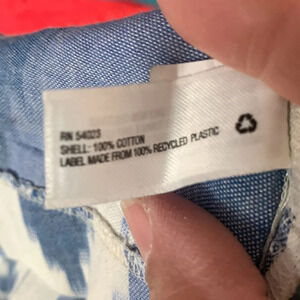 RN 54023
SHELL: 100% COTTON
LABEL MADE FROM 100% RECYCLED PLASTIC